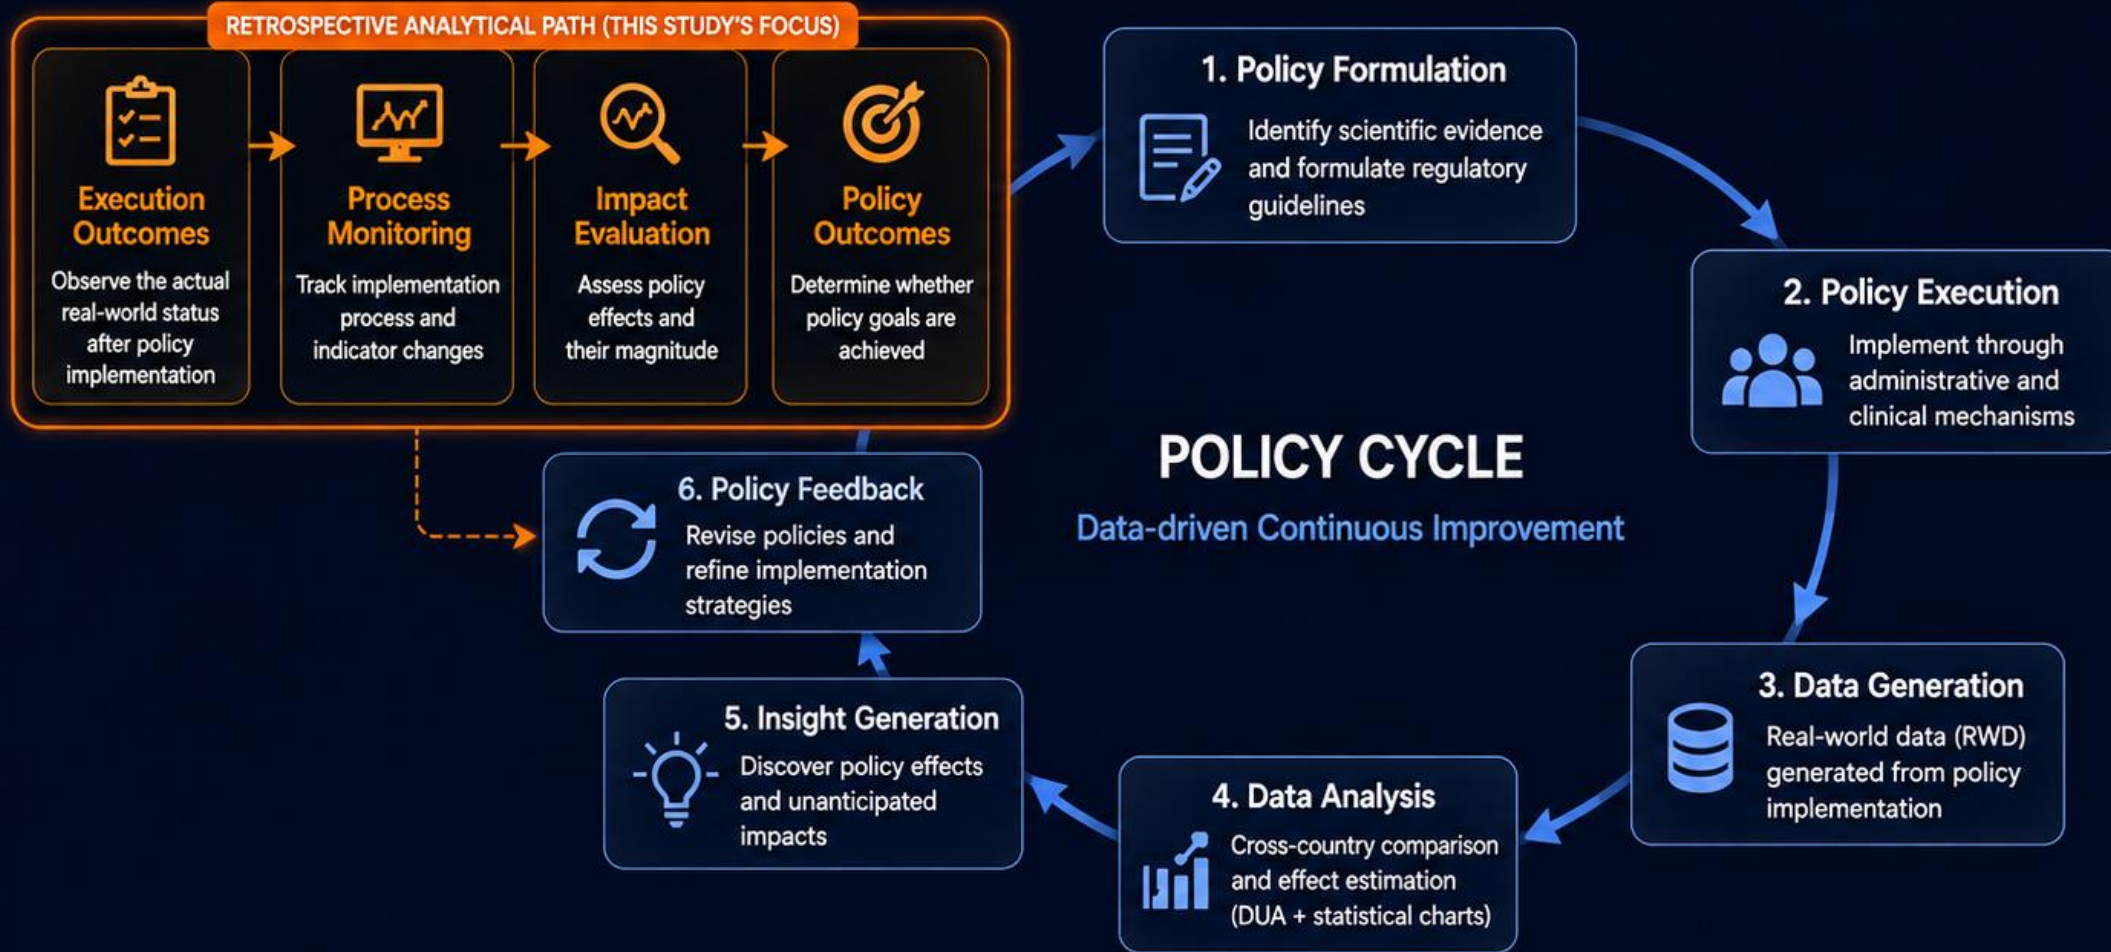 RETROSPECTIVE ANALYTICAL PATH (THIS STUDY'S FOCUS)
Execution
Outcomes
Observe the actual
real-world status
after policy
implementation
Process
Monitoring
Track implementation
process and
indicator changes
Impact
Evaluation
Assess policy
effects and
their magnitude
Policy
Outcomes
Determine whether
policy goals are
achieved
1. Policy Formulation
Identify scientific evidence
and formulate regulatory
guidelines
2. Policy Execution
Implement through
administrative and
clinical mechanisms
POLICY CYCLE
Data-driven Continuous Improvement
3. Data Generation
Real-world data (RWD)
generated from policy
implementation
4. Data Analysis
Cross-country comparison
and effect estimation
(DUA + statistical charts)
5. Insight Generation
Discover policy effects
and unanticipated
impacts
6. Policy Feedback
Revise policies and
refine implementation
strategies